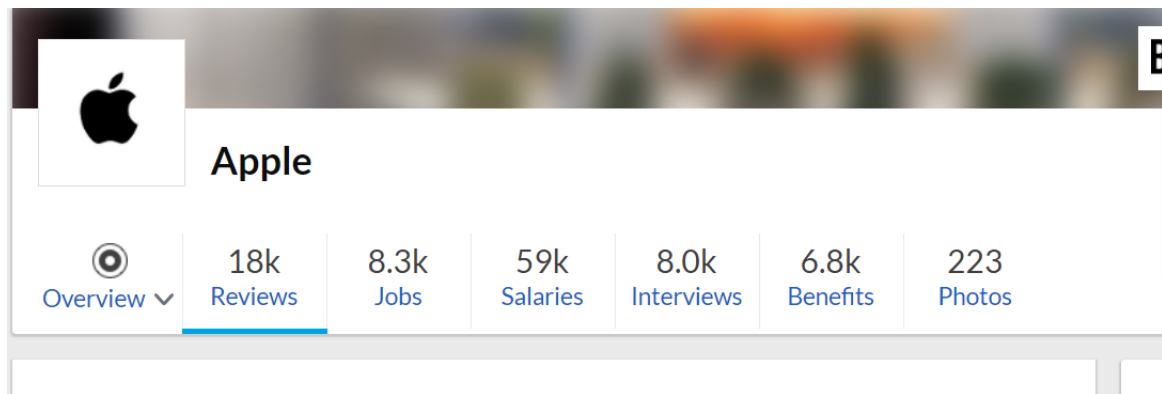 Apple
18k 8.3k 59k 8.0k 6.8k 223
Overview Reviews Jobs Salaries Interviews Benefits Photos